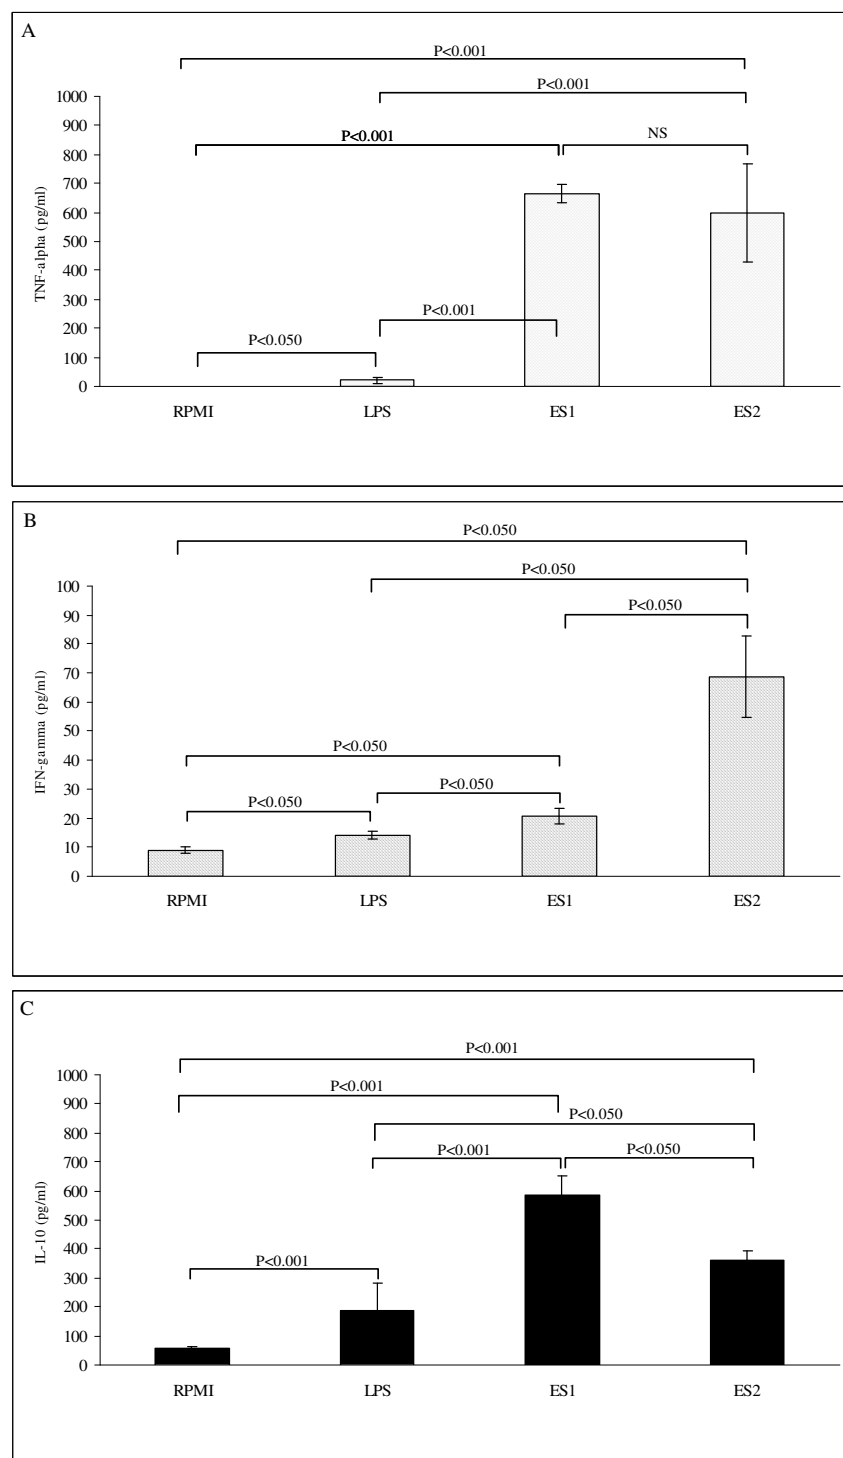 A
P<0.001
P<0.001
P<0.001
NS
P<0.001
P<0.050
TNF-alpha (pg/ml)
1000
900
800
700
600
500
400
300
200
100
0
RPMI LPS ES1 ES2
B
P<0.050
P<0.050
P<0.050
P<0.050
P<0.050
P<0.050
IFN-gamma (pg/ml)
100
90
80
70
60
50
40
30
20
10
0
RPMI LPS ES1 ES2
C
P<0.001
P<0.001
P<0.050
P<0.001
P<0.050
P<0.001
IL-10 (pg/ml)
1000
900
800
700
600
500
400
300
200
100
0
RPMI LPS ES1 ES2